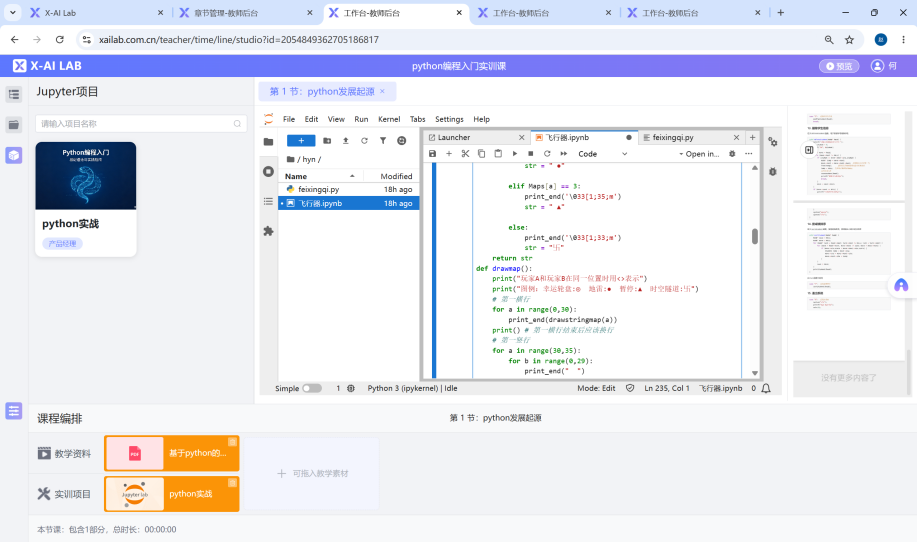 X-AI Lab
章节管理-教师后台
工作台-教师后台
工作台-教师后台
工作台-教师后台
xailab.com.cn/teacher/time/line/studio?id=2054849362705186817
X-AI LAB
python编程入门实训课
预览
何
Jupyter项目
请输入项目名称
Python编程入门
python实战
产品经理
第 1 节：python发展起源
File Edit View Run Kernel Tabs Settings Help
/ hyn /
Name Modified
feixingqi.py 18h ago
飞行器.ipynb 18h ago
Launcher
飞行器.ipynb
feixingqi.py
Code
Open in...
str = " ●"
elif Maps[a] == 3:
print_end('\033[1;35;m')
str = " ▲"
else:
print_end('\033[1;33;m')
str = "卐"
return str
def drawmap():
print("玩家A和玩家B在同一位置时用<>表示")
print("图例: 幸运轮盘:◎ 地雷:● 暂停:▲ 时空隧道:卐")
# 第一横行
for a in range(0,30):
print_end(drawstringmap(a))
print() # 第一横行结束后应该换行
# 第一竖行
for a in range(30,35):
for b in range(0,29):
print_end("  ")
Simple 1 Python 3 (ipykernel) | Idle Mode: Edit Ln 235, Col 1 飞行器.ipynb 0
没有更多内容了
课程编排
第 1 节：python发展起源
教学资料
PDF
基于python的...
可拖入教学素材
实训项目
Jupyter lab
python实战
本节课：包含1部分，总时长：00:00:00